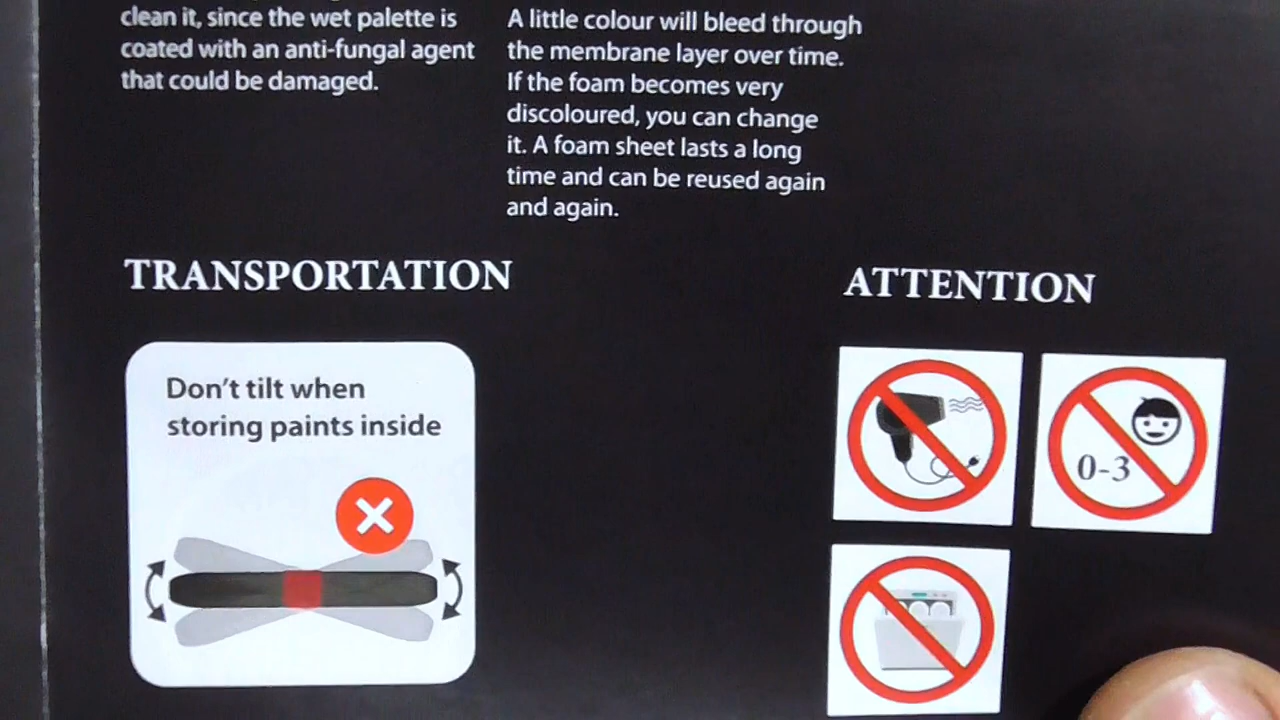 clean it, since the wet palette is
coated with an anti-fungal agent
that could be damaged.
A little colour will bleed through
the membrane layer over time.
If the foam becomes very
discoloured, you can change
it. A foam sheet lasts a long
time and can be reused again
and again.
TRANSPORTATION
Don't tilt when
storing paints inside
ATTENTION
0-3